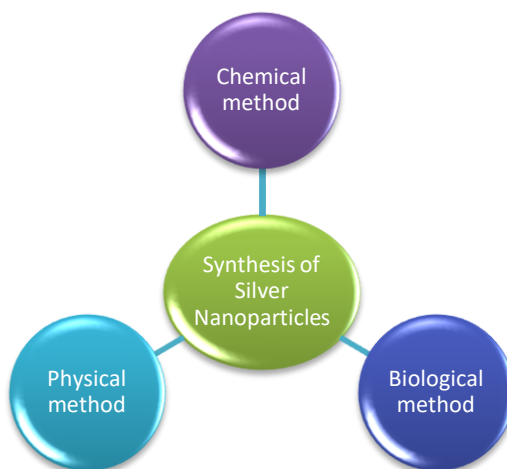 Chemical
method
Synthesis of
Silver
Nanoparticles
Physical
method
Biological
method